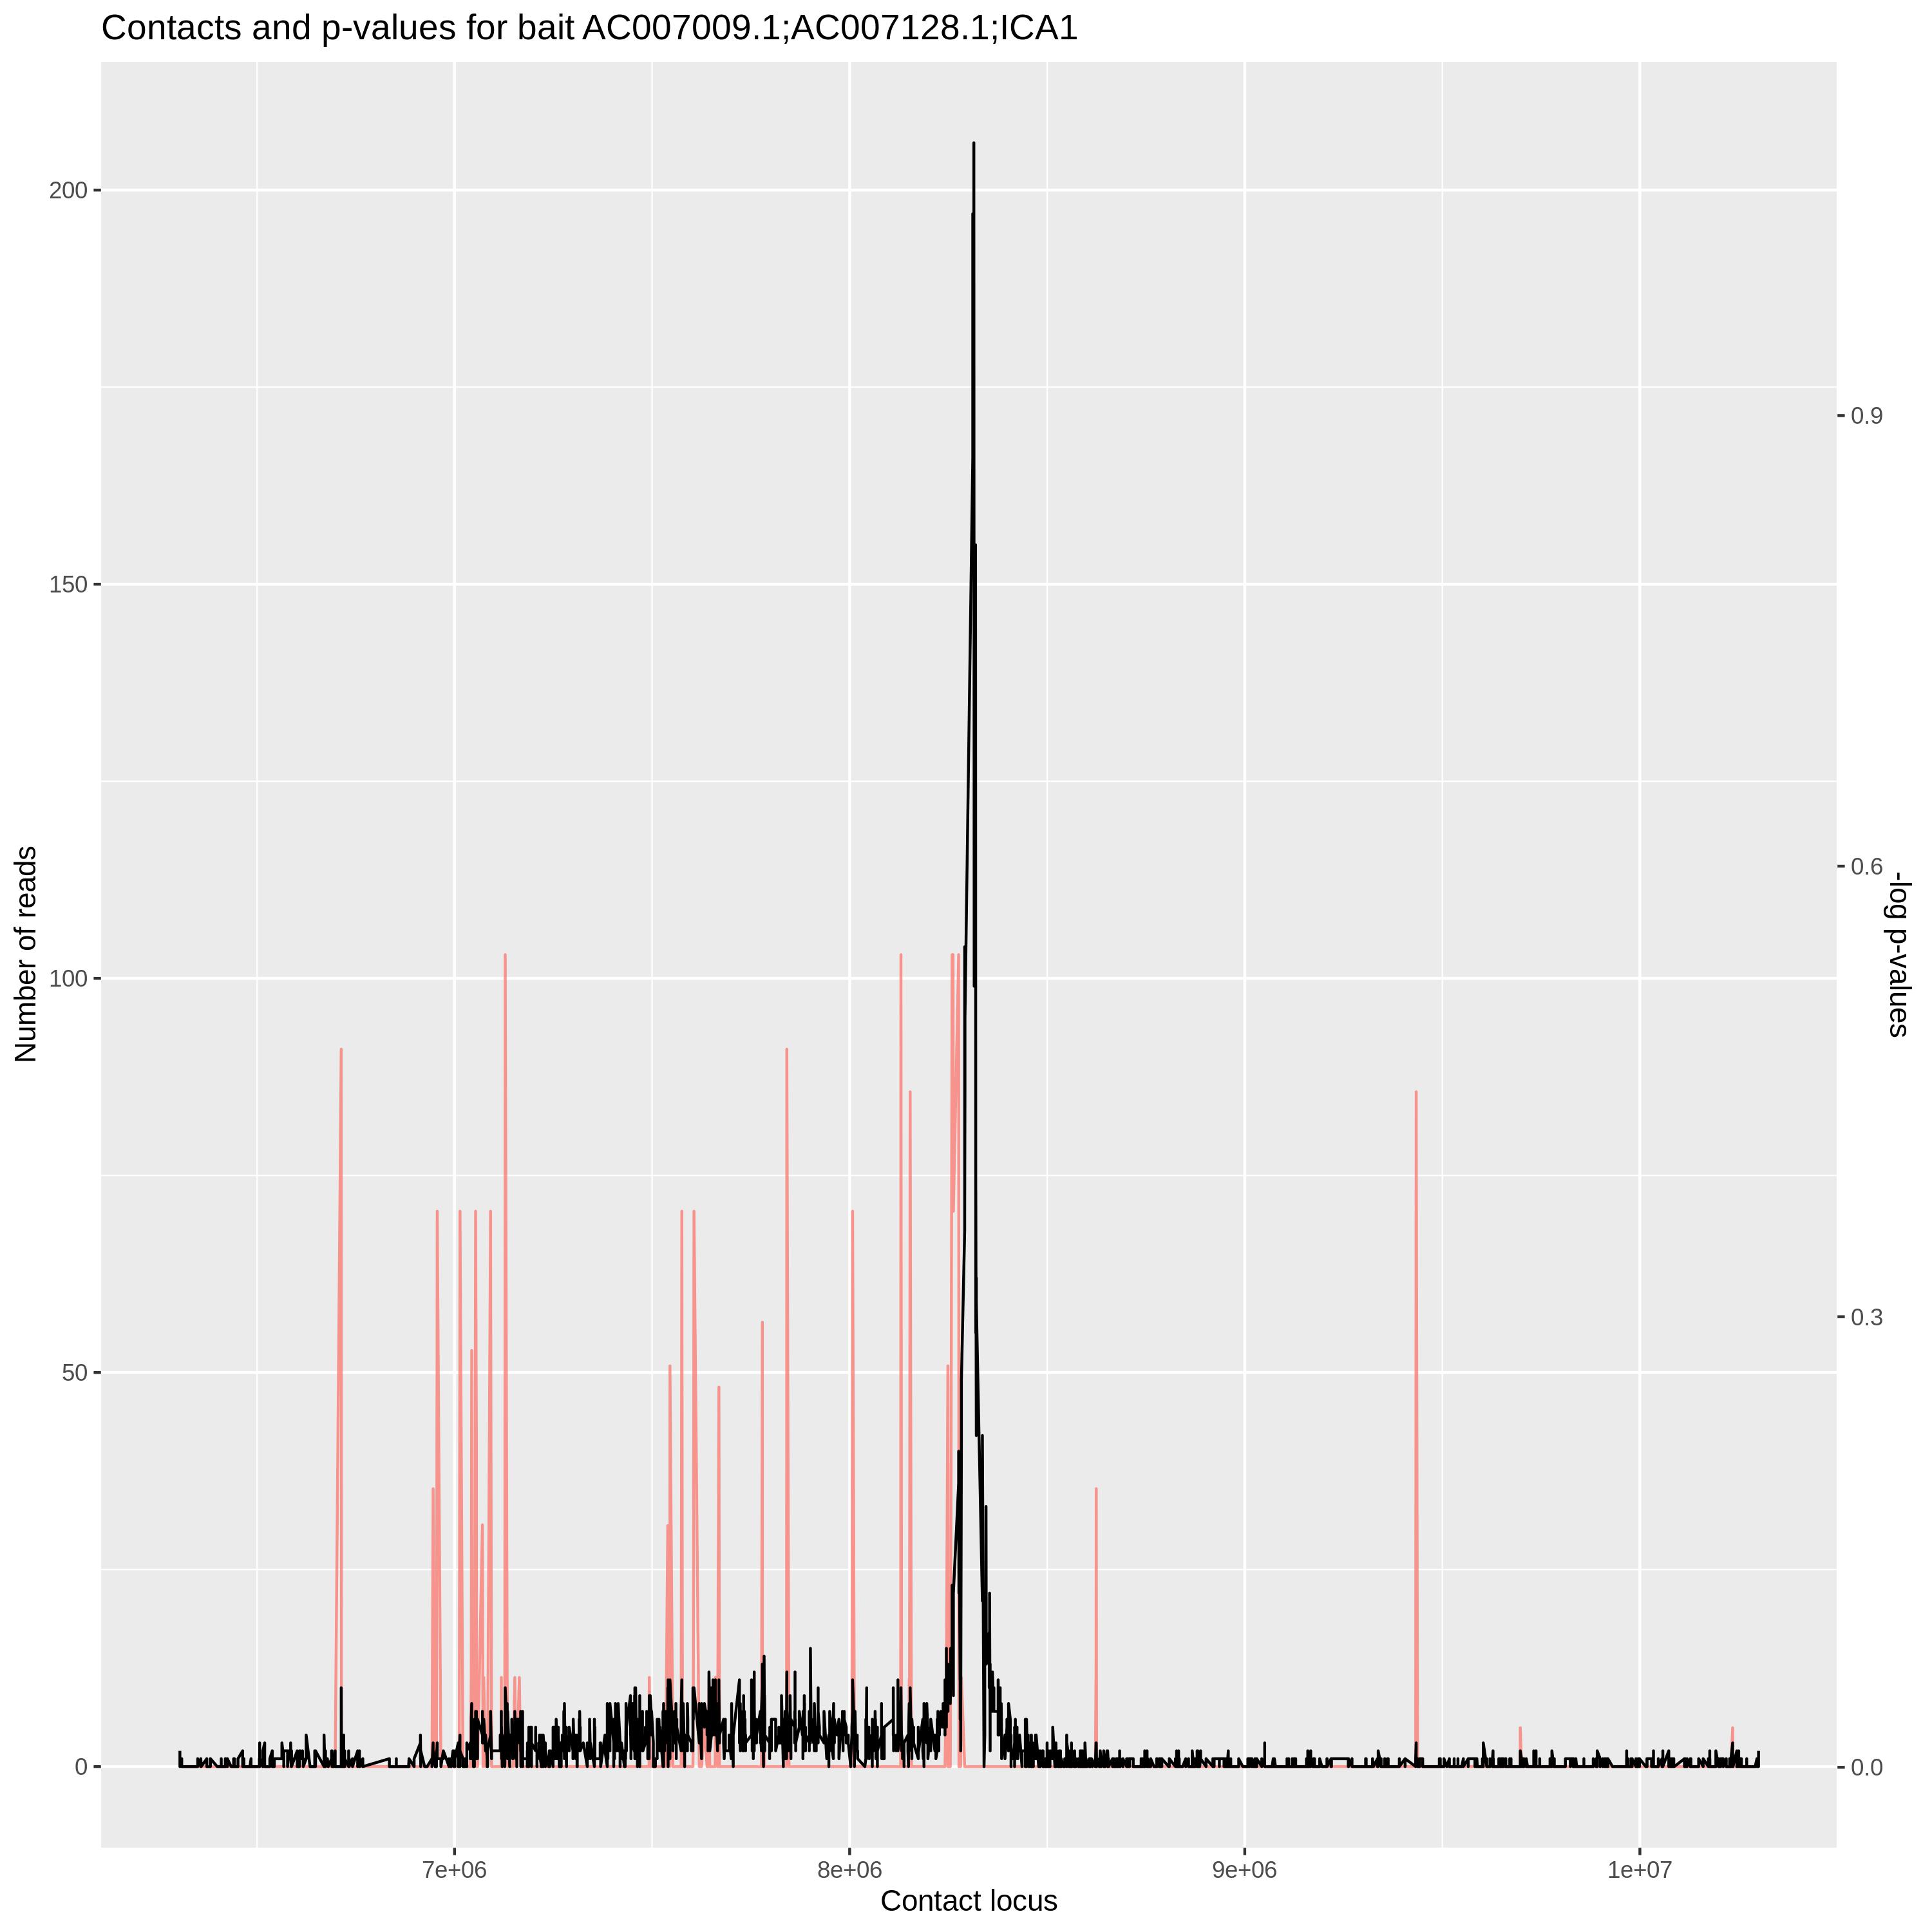 Contacts and p-values for bait AC007009.1;AC007128.1;ICA1
200
150
100
50
0
Number of reads
0.9
0.6
0.3
0.0
-log p-values
7e+06
8e+06
9e+06
1e+07
Contact locus